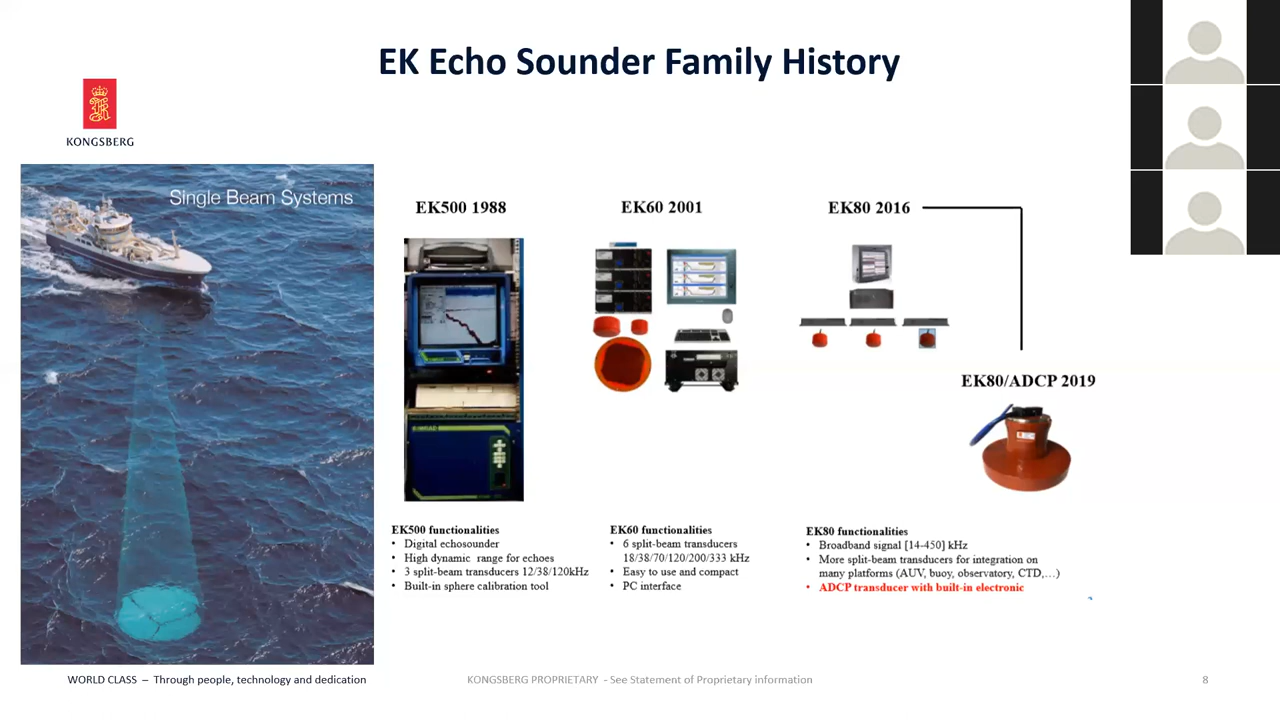 EK Echo Sounder Family History
KONGSBERG
Single Beam Systems
EK500 1988
EK60 2001
EK80 2016
EK80/ADCP 2019
EK500 functionalities
• Digital echosounder
• High dynamic range for echoes
• 3 split-beam transducers 12/38/120kHz
• Built-in sphere calibration tool
EK60 functionalities
• 6 split-beam transducers
18/38/70/120/200/333 kHz
• Easy to use and compact
• PC interface
EK80 functionalities
• Broadband signal [14-450] kHz
• More split-beam transducers for integration on
many platforms (AUV, buoy, observatory, CTD,…)
• ADCP transducer with built-in electronic
WORLD CLASS – Through people, technology and dedication
KONGSBERG PROPRIETARY - See Statement of Proprietary information
8